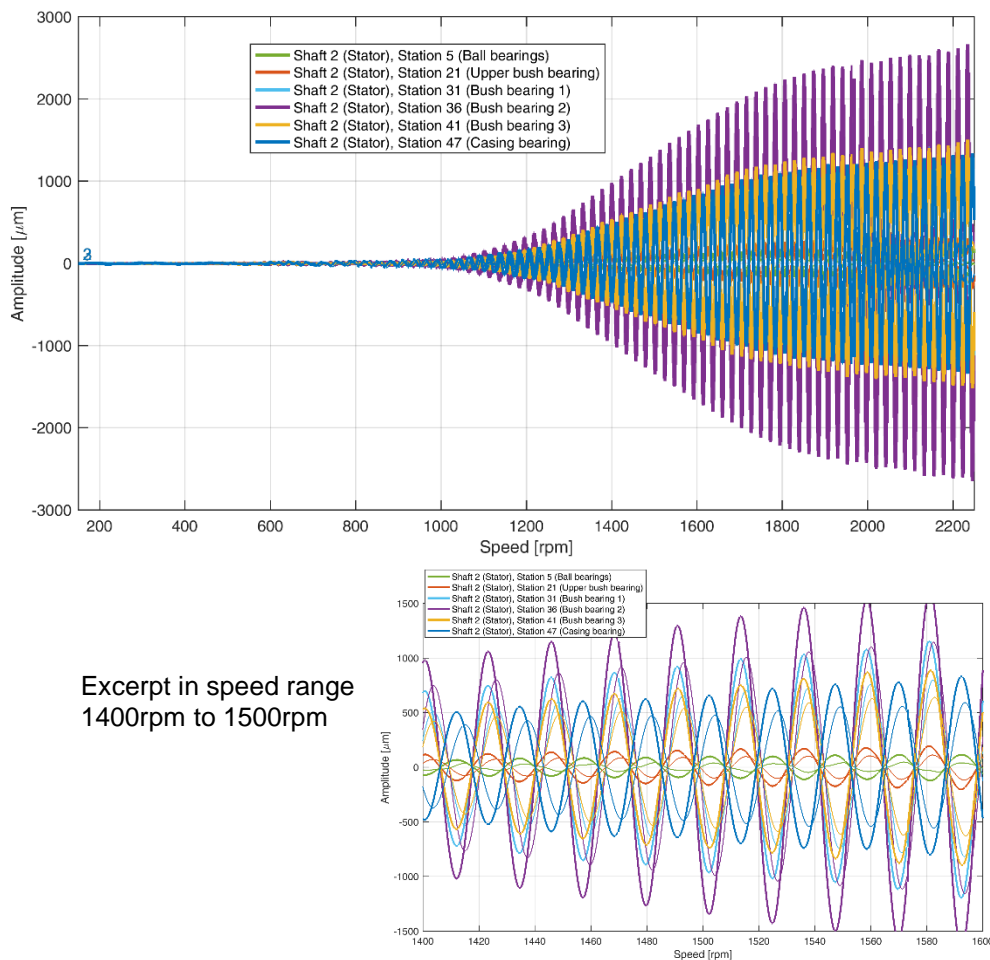 3000
2000
1000
0
-1000
-2000
-3000
Amplitude [μm]
Shaft 2 (Stator), Station 5 (Ball bearings)
Shaft 2 (Stator), Station 21 (Upper bush bearing)
Shaft 2 (Stator), Station 31 (Bush bearing 1)
Shaft 2 (Stator), Station 36 (Bush bearing 2)
Shaft 2 (Stator), Station 41 (Bush bearing 3)
Shaft 2 (Stator), Station 47 (Casing bearing)
200 400 600 800 1000 1200 1400 1600 1800 2000 2200
Speed [rpm]
Excerpt in speed range
1400rpm to 1500rpm
Shaft 2 (Stator), Station 5 (Ball bearings)
Shaft 2 (Stator), Station 21 (Upper bush bearing)
Shaft 2 (Stator), Station 31 (Bush bearing 1)
Shaft 2 (Stator), Station 36 (Bush bearing 2)
Shaft 2 (Stator), Station 41 (Bush bearing 3)
Shaft 2 (Stator), Station 47 (Casing bearing)
1500
1000
500
0
-500
-1000
-1500
Amplitude [μm]
1400 1420 1440 1460 1480 1500 1520 1540 1560 1580 1600
Speed [rpm]